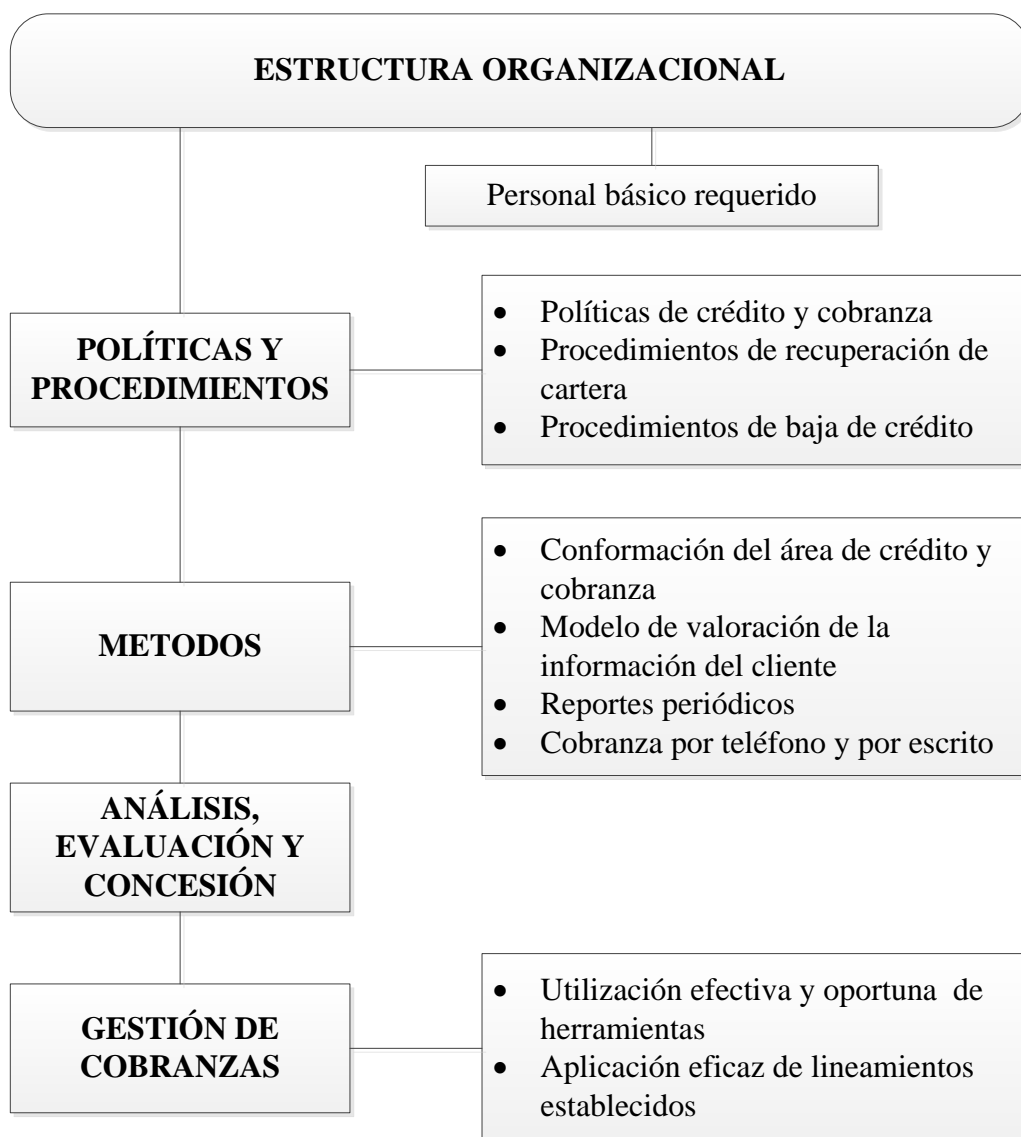 ESTRUCTURA ORGANIZACIONAL
Personal básico requerido
POLÍTICAS Y
PROCEDIMIENTOS
• Políticas de crédito y cobranza
• Procedimientos de recuperación de
cartera
• Procedimientos de baja de crédito
METODOS
• Conformación del área de crédito y
cobranza
• Modelo de valoración de la
información del cliente
• Reportes periódicos
• Cobranza por teléfono y por escrito
ANÁLISIS,
EVALUACIÓN Y
CONCESIÓN
GESTIÓN DE
COBRANZAS
• Utilización efectiva y oportuna de
herramientas
• Aplicación eficaz de lineamientos
establecidos